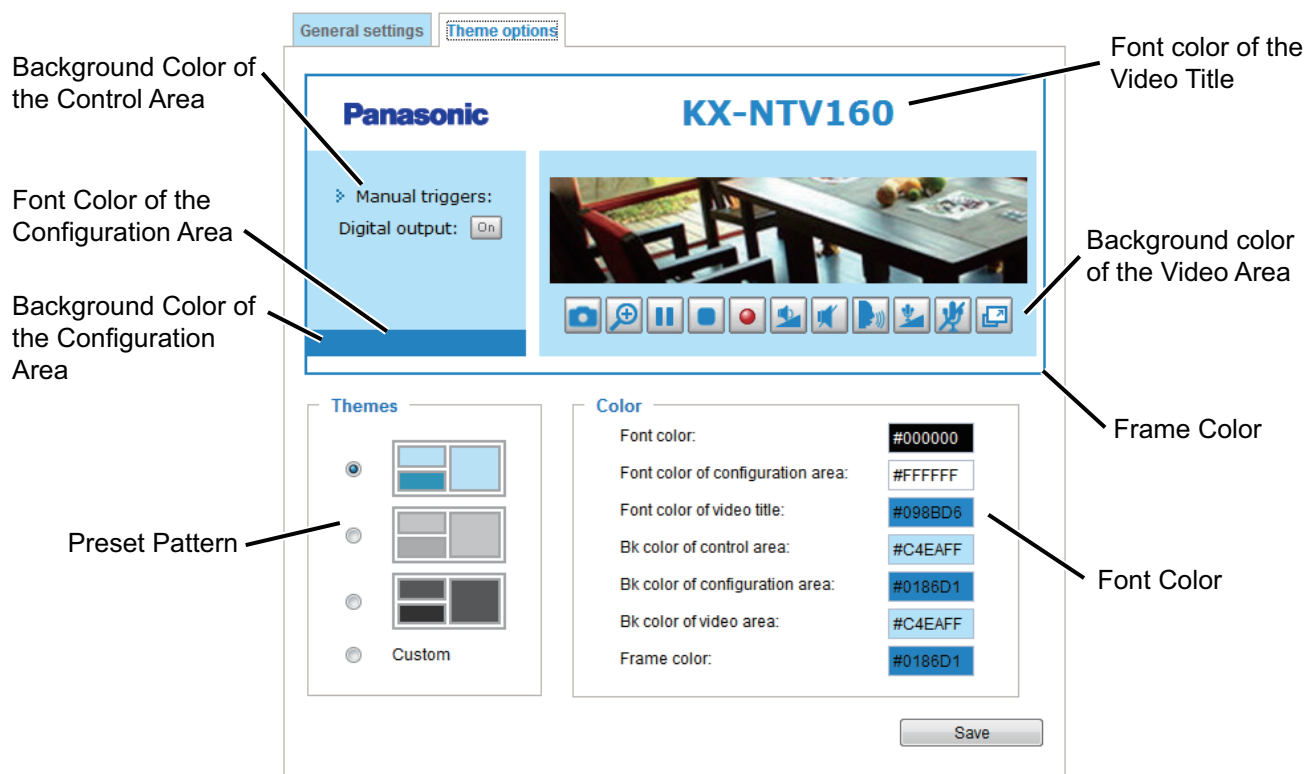 General settings
Theme options
Background Color of
the Control Area
Font color of the
Video Title
Panasonic
KX-NTV160
Manual triggers:
Digital output: On
Font Color of the
Configuration Area
Background color
of the Video Area
Background Color of
the Configuration
Area
Frame Color
Themes
Custom
Preset Pattern
Color
Font color: #000000
Font color of configuration area: #FFFFFF
Font color of video title: #098BD6
Bk color of control area: #C4EAFF
Bk color of configuration area: #0186D1
Bk color of video area: #C4EAFF
Frame color: #0186D1
Font Color
Save